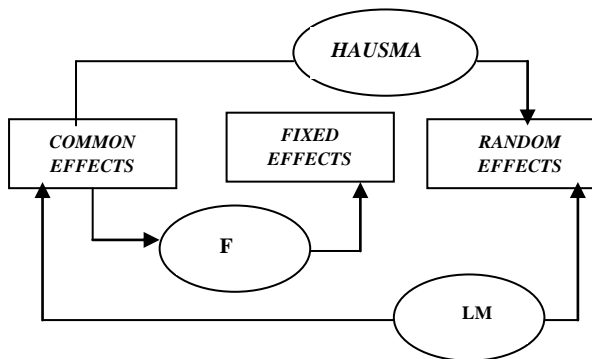 HAUSMA
COMMON
EFFECTS
FIXED
EFFECTS
RANDOM
EFFECTS
F
LM